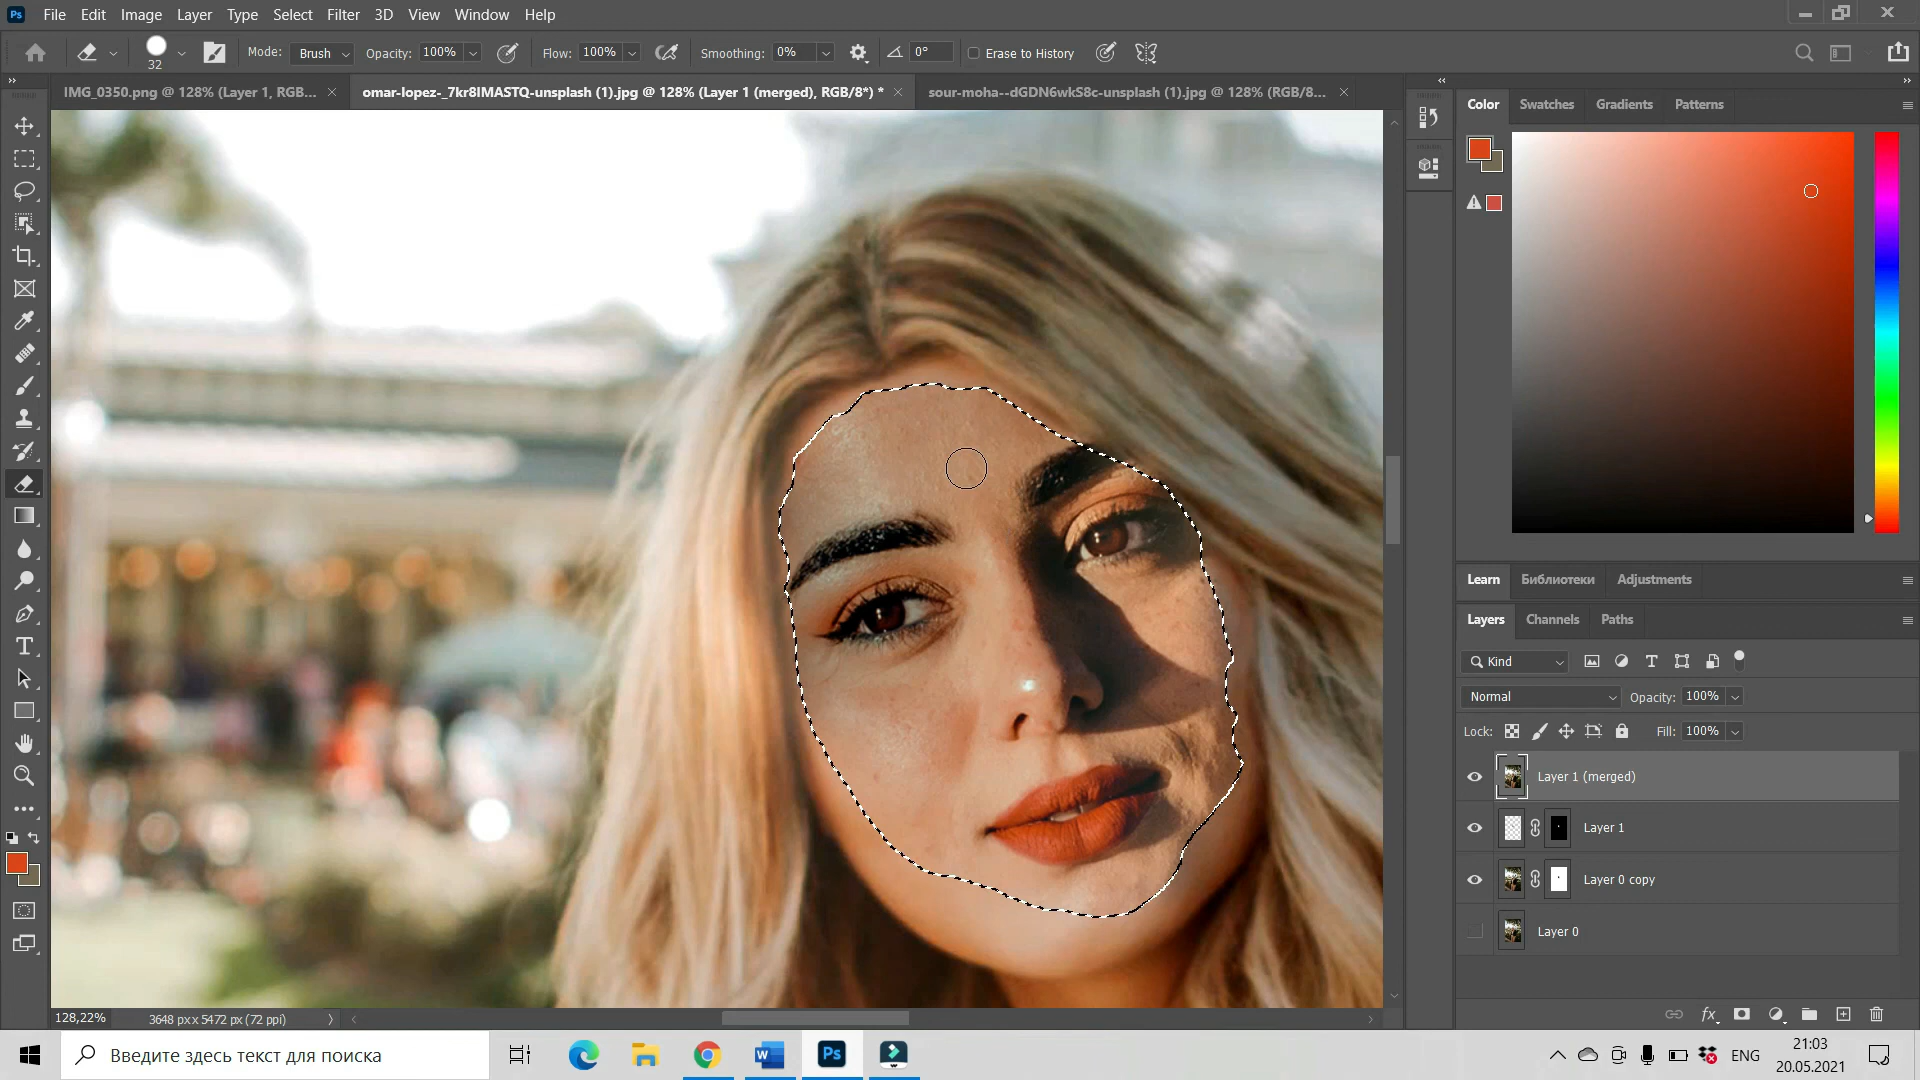 Ps File Edit Image Layer Type Select Filter 3D View Window Help
32 Mode: Brush Opacity: 100% Flow: 100% Smoothing: 0% 0° Erase to History
IMG_0350.png @ 128% (Layer 1, RGB... omar-lopez-_7kr8IMASTQ-unsplash (1).jpg @ 128% (Layer 1 (merged), RGB/8*) * sour-moha--dGDN6wkS8c-unsplash (1).jpg @ 128% (RGB/8...
Color Swatches Gradients Patterns
Learn Библиотеки Adjustments
Layers Channels Paths
Kind
Normal Opacity: 100%
Lock: Fill: 100%
Layer 1 (merged)
Layer 1
Layer 0 copy
Layer 0
fx
128,22% 3648 px x 5472 px (72 ppi)
Введите здесь текст для поиска
W Ps
ENG
21:03
20.05.2021